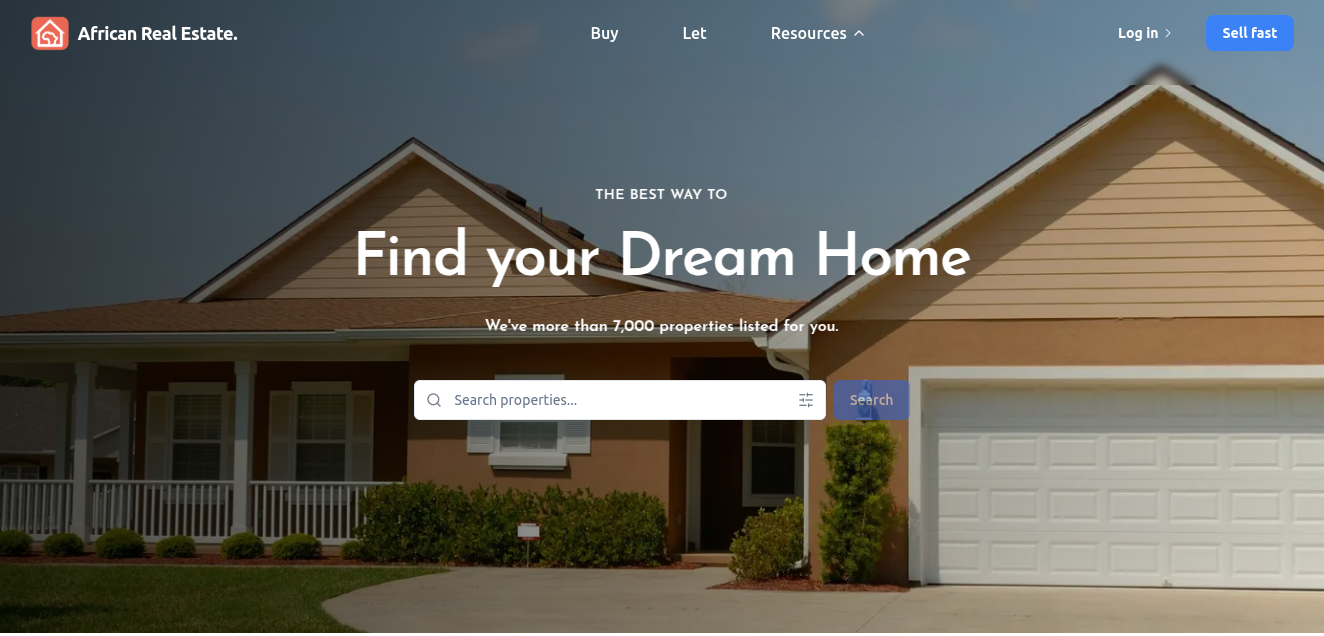 African Real Estate.
Buy
Let
Resources
Log in
Sell fast
THE BEST WAY TO
Find your Dream Home
We've more than 7,000 properties listed for you.
Search properties...
Search